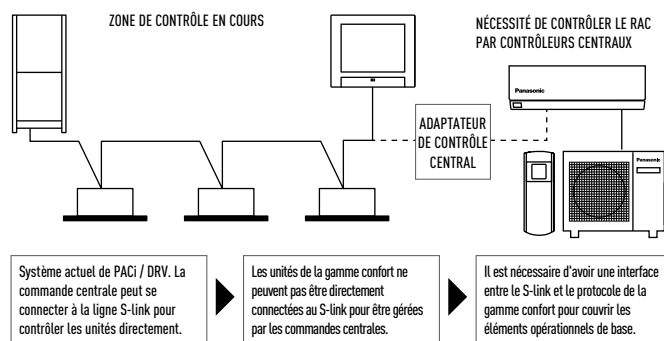 ZONE DE CONTRÔLE EN COURS
NÉCESSITÉ DE CONTRÔLER LE RAC
PAR CONTRÔLEURS CENTRAUX
Panasonic
ADAPTATEUR
DE CONTRÔLE
CENTRAL
Panasonic
Système actuel de PACi / DRV. La
commande centrale peut se
connecter à la ligne S-link pour
contrôler les unités directement.
Les unités de la gamme confort ne
peuvent pas être directement
connectées au S-link pour être gérées
par les commandes centrales.
Il est nécessaire d'avoir une interface
entre le S-link et le protocole de la
gamme confort pour couvrir les
éléments opérationnels de base.